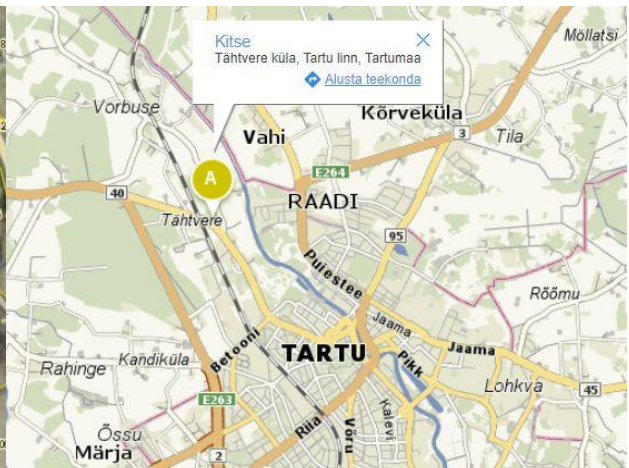 Kitse
Tähtvere küla, Tartu linn, Tartumaa
Alusta teekonda
Möllatsi
Vorbuse
Kõrveküla
Vahi
3
Tila
A
E264
40
RAADI
Tähtvere
95
Puiestee
Rõõmu
Jaama
Betooni
TARTU
Jaama
Pikk
Kandiküla
Rahinge
Lohkva
45
E263
Kalevi
Riia
Võru
Õssu
Märja
2